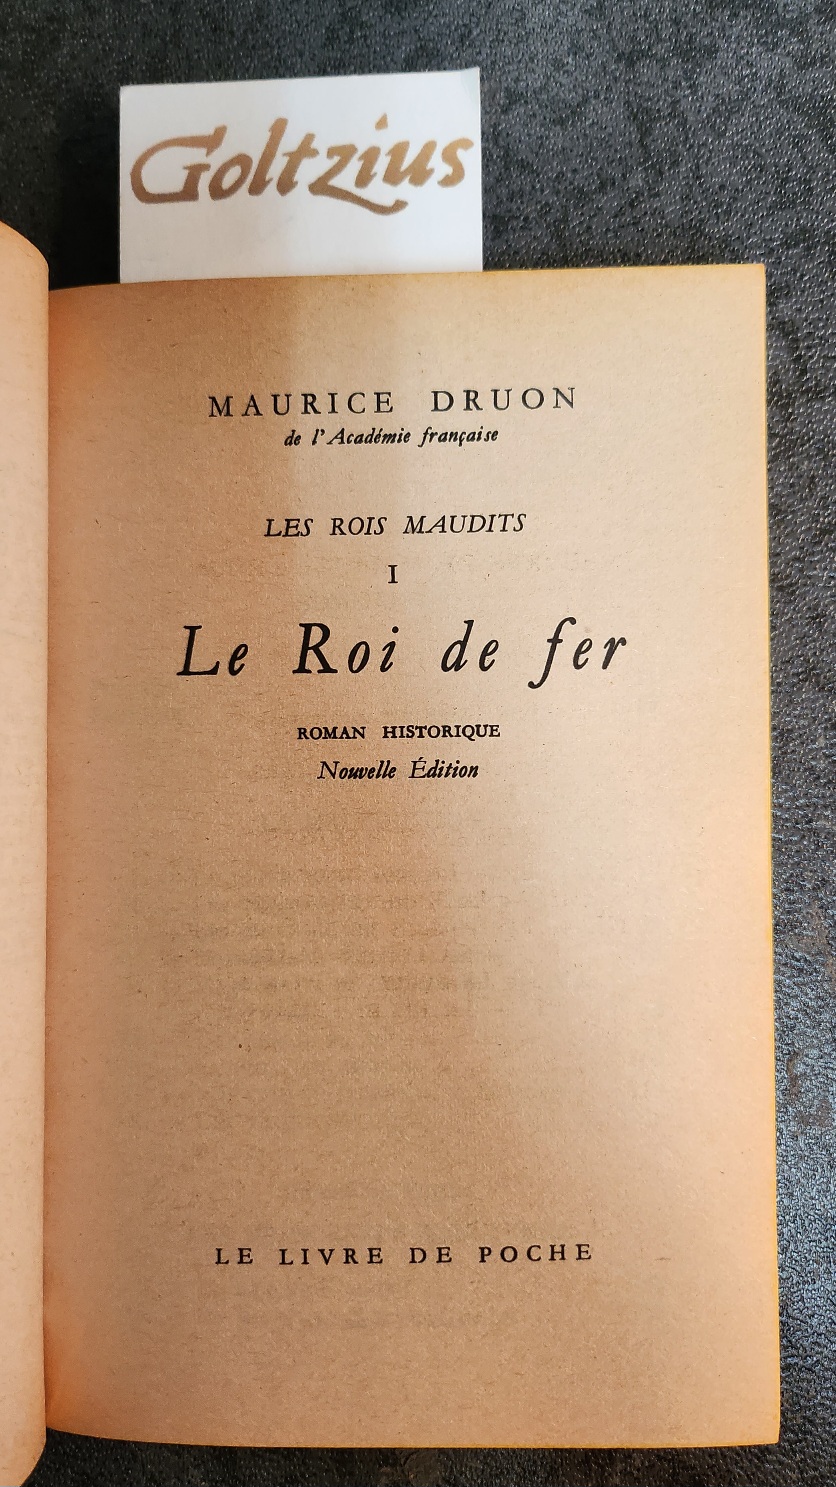 Goltzius
MAURICE DRUON
de l'Académie française
LES ROIS MAUDITS
I
Le Roi de fer
ROMAN HISTORIQUE
Nouvelle Édition
LE LIVRE DE POCHE